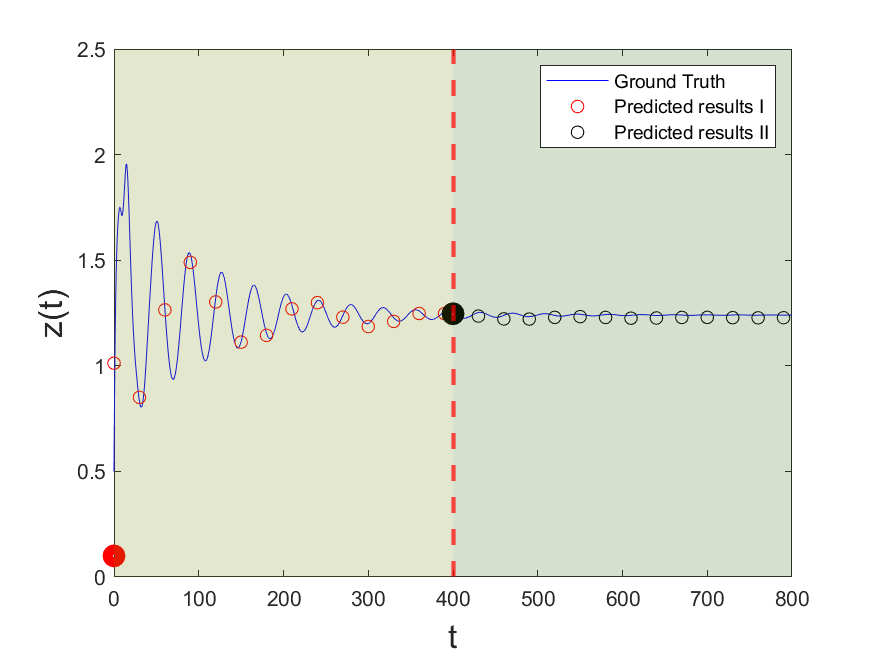 2.5
2
1.5
1
0.5
0
z(t)
Ground Truth
Predicted results I
Predicted results II
0 100 200 300 400 500 600 700 800
t